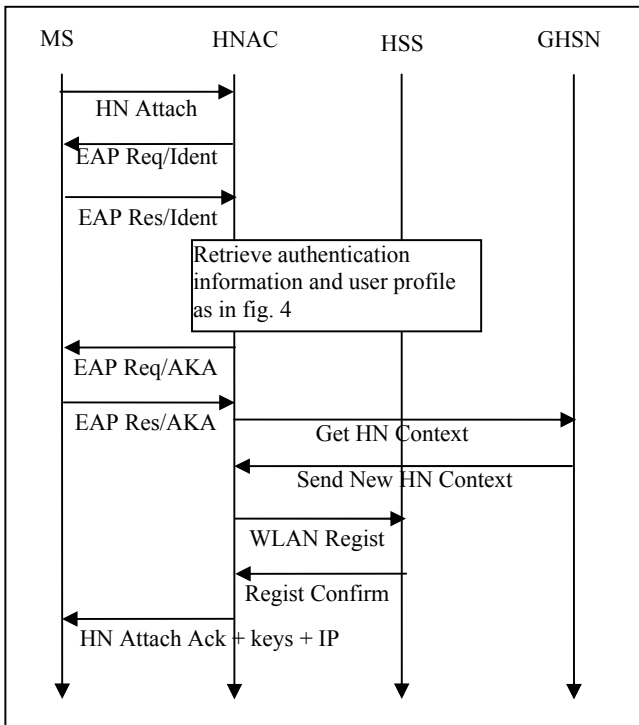 MS HNAC HSS GHSN
HN Attach
EAP Req/Ident
EAP Res/Ident
Retrieve authentication
information and user profile
as in fig. 4
EAP Req/AKA
EAP Res/AKA
Get HN Context
Send New HN Context
WLAN Regist
Regist Confirm
HN Attach Ack + keys + IP